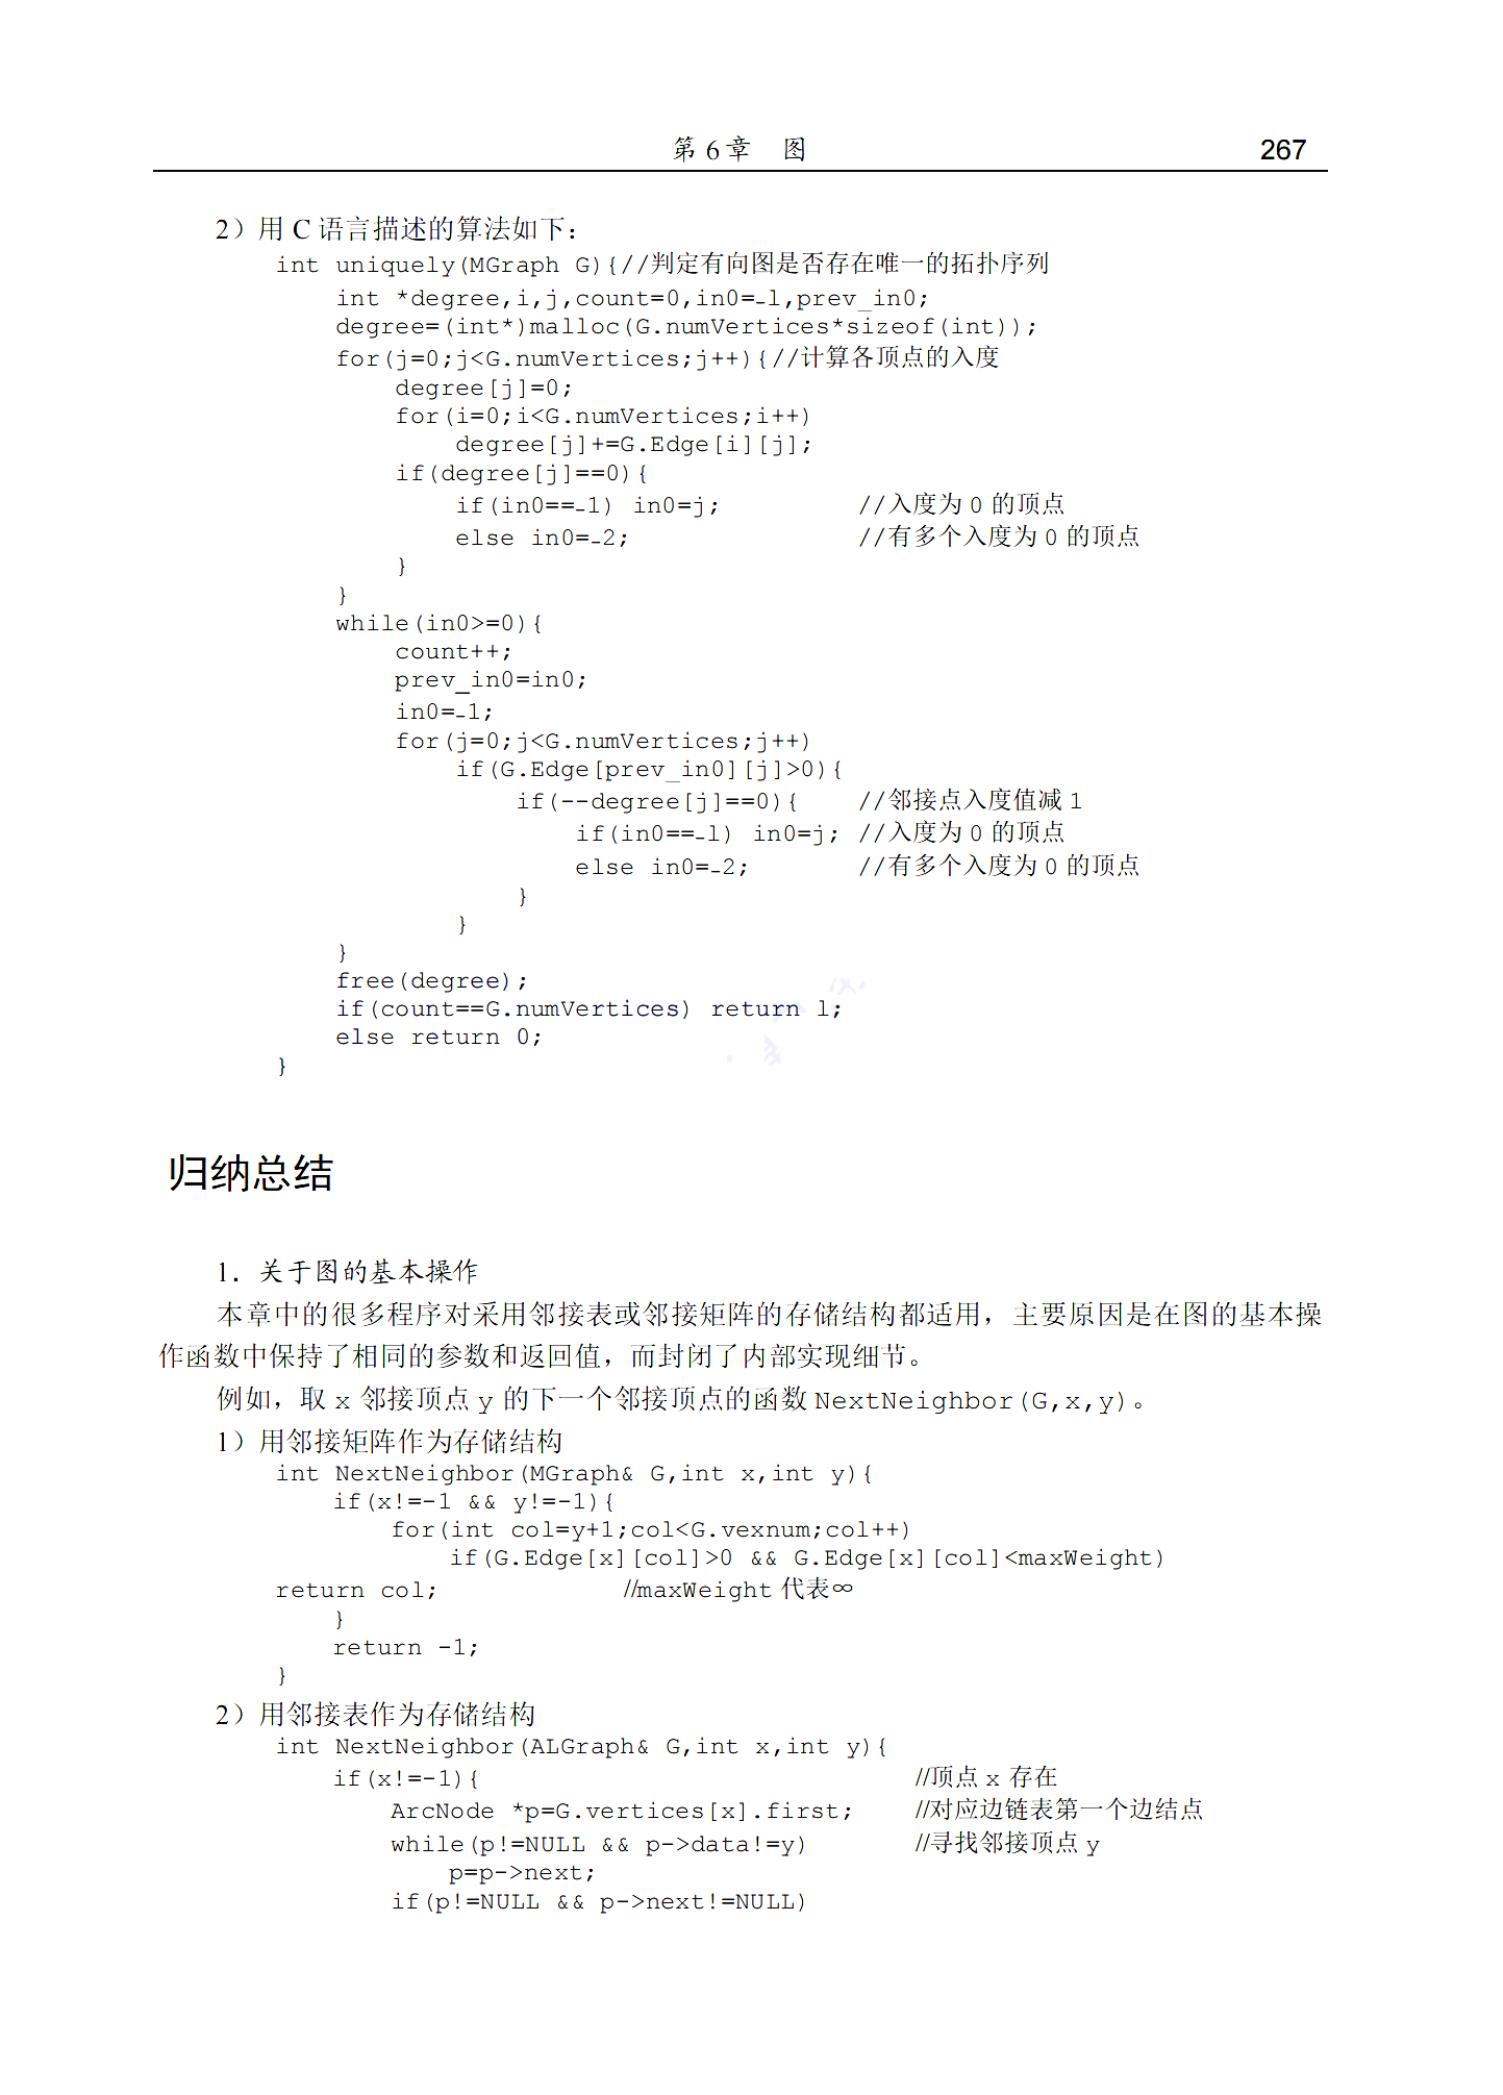 第 6 章 图 267
2）用 C 语言描述的算法如下：
int uniquely(MGraph G){//判定有向图是否存在唯一的拓扑序列
int *degree,i,j,count=0,in0=-1,prev_in0;
degree=(int*)malloc(G.numVertices*sizeof(int));
for(j=0;j<G.numVertices;j++){//计算各顶点的入度
degree[j]=0;
for(i=0;i<G.numVertices;i++)
degree[j]+=G.Edge[i][j];
if(degree[j]==0){
if(in0==-1) in0=j; //入度为 0 的顶点
else in0=-2; //有多个入度为 0 的顶点
}
}
while(in0>=0){
count++;
prev_in0=in0;
in0=-1;
for(j=0;j<G.numVertices;j++)
if(G.Edge[prev_in0][j]>0){
if(--degree[j]==0){ //邻接点入度值减 1
if(in0==-1) in0=j; //入度为 0 的顶点
else in0=-2; //有多个入度为 0 的顶点
}
}
}
free(degree);
if(count==G.numVertices) return 1;
else return 0;
}
归纳总结
1．关于图的基本操作
本章中的很多程序对采用邻接表或邻接矩阵的存储结构都适用，主要原因是在图的基本操
作函数中保持了相同的参数和返回值，而封闭了内部实现细节。
例如，取 x 邻接顶点 y 的下一个邻接顶点的函数 NextNeighbor(G,x,y)。
1）用邻接矩阵作为存储结构
int NextNeighbor(MGraph& G,int x,int y){
if(x!=-1 && y!=-1){
for(int col=y+1;col<G.vexnum;col++)
if(G.Edge[x][col]>0 && G.Edge[x][col]<maxWeight)
return col; //maxWeight 代表∞
}
return -1;
}
2）用邻接表作为存储结构
int NextNeighbor(ALGraph& G,int x,int y){
if(x!=-1){ //顶点 x 存在
ArcNode *p=G.vertices[x].first; //对应边链表第一个边结点
while(p!=NULL && p->data!=y) //寻找邻接顶点 y
p=p->next;
if(p!=NULL && p->next!=NULL)